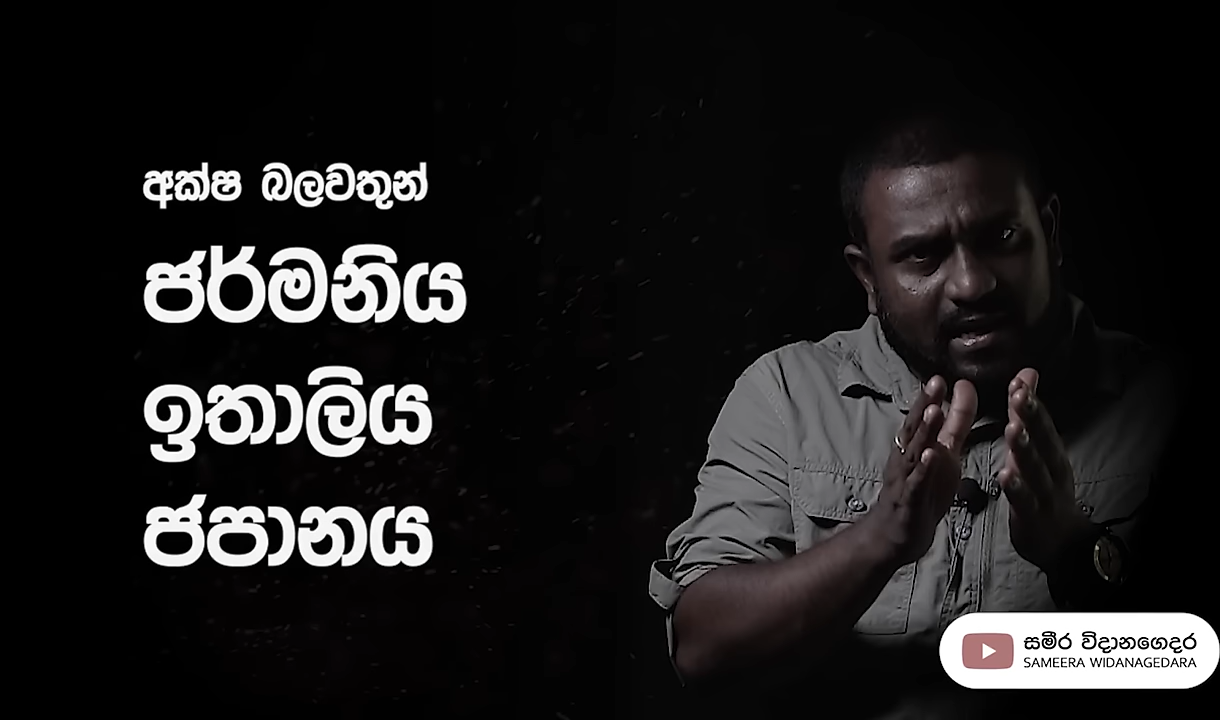 අක්ෂ බලවතුන්
ජර්මනිය
ඉතාලිය
ජපානය
සමීර විදානගෙදර
SAMEERA WIDANAGEDARA